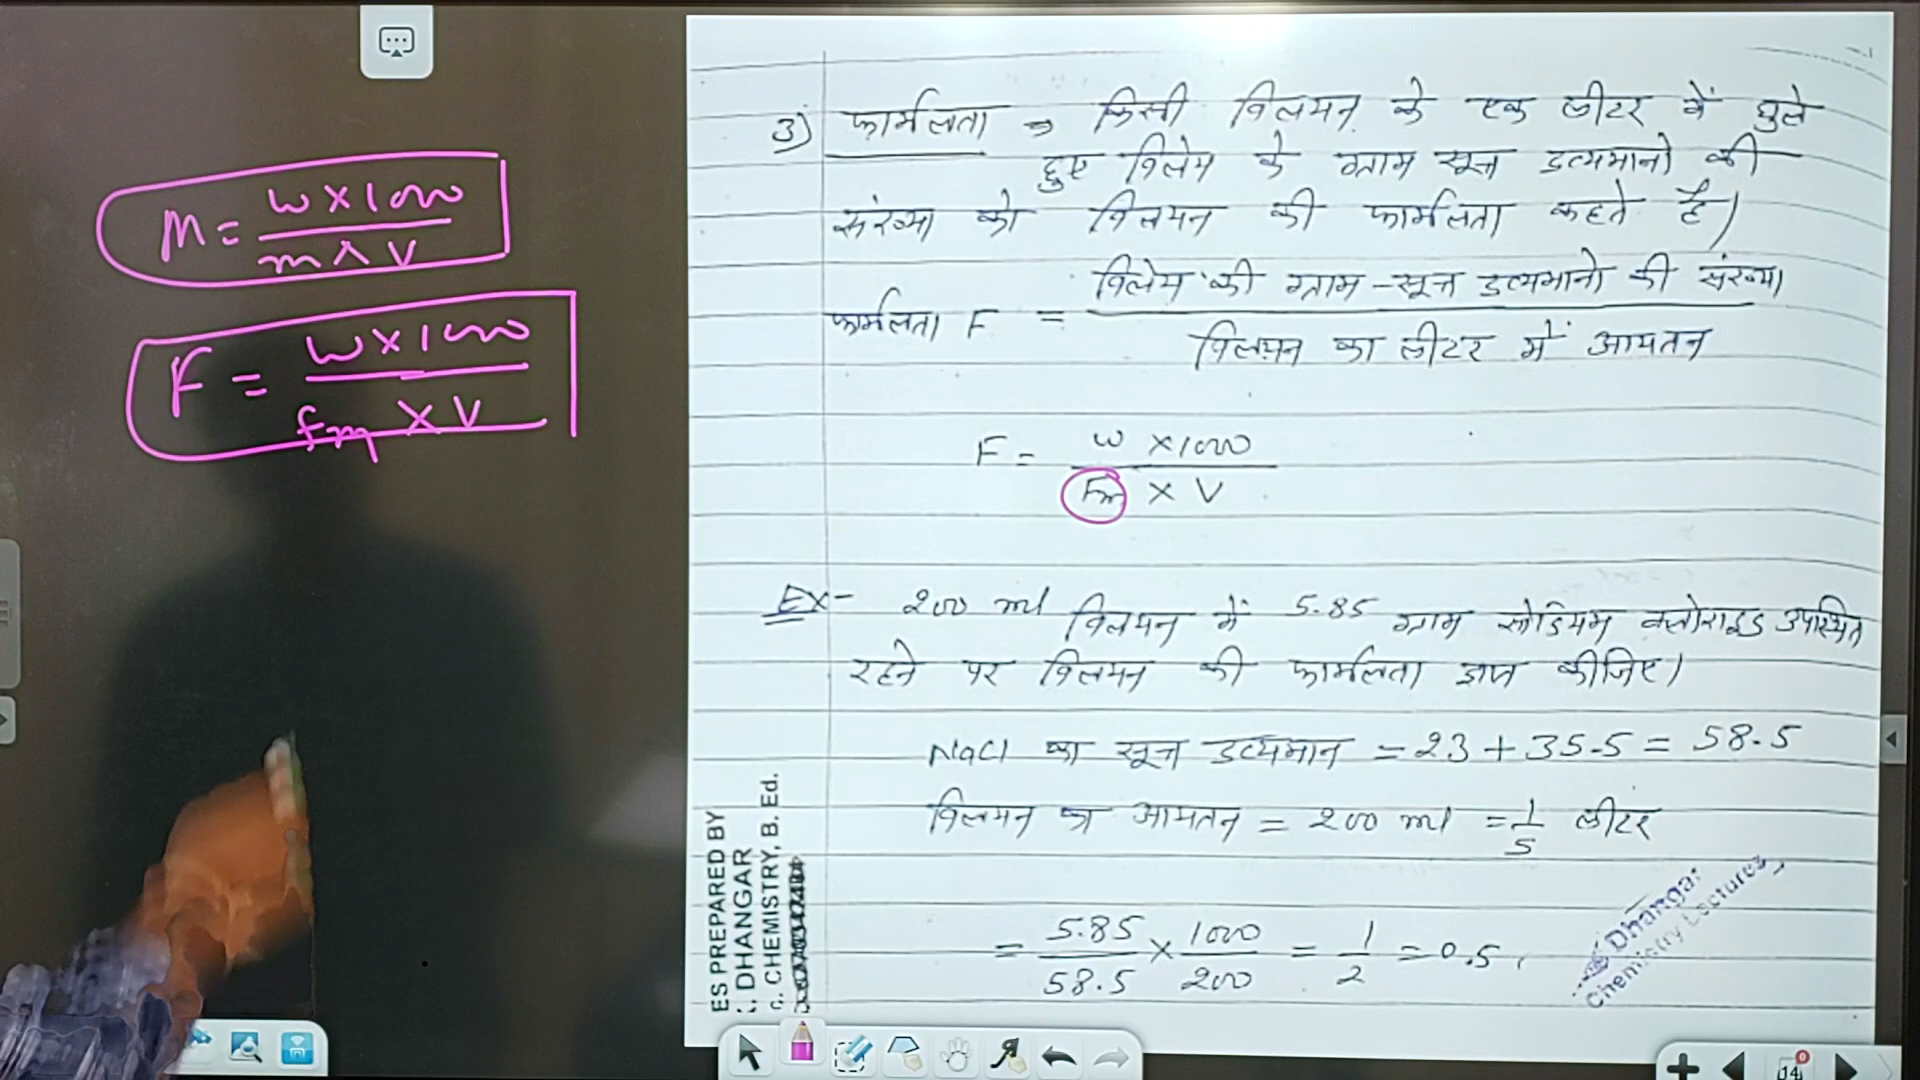 M = w x 1000 / m x V
F = w x 1000 / fm x V
3) फार्मलता → किसी विलयन के एक लीटर में घुले
हुए विलेय के ग्राम सूत्र द्रव्यमानो की
संख्या को विलयन की फार्मलता कहते है।
फार्मलता F = विलेय की ग्राम-सूत्र द्रव्यमानो की संख्या / विलयन का लीटर में आयतन
F = w x 1000 / Fm x V
Ex- 200 ml विलयन में 5.85 ग्राम सोडियम क्लोराइड उपस्थित
रहने पर विलयन की फार्मलता ज्ञात कीजिए।
NaCl का सूत्र द्रव्यमान = 23 + 35.5 = 58.5
विलयन का आयतन = 200 ml = 1/5 लीटर
= 5.85/58.5 x 1000/200 = 1/2 = 0.5
ES PREPARED BY
DHANGAR
CHEMISTRY, B. Ed.
Dhangar
Chemistry Lectures
14